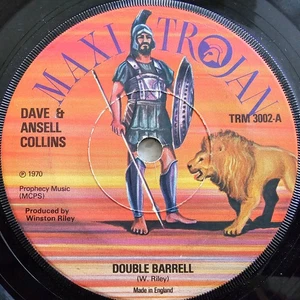 MAXI TROJAN
DAVE &
ANSELL
COLLINS
TRM 3002-A
℗ 1970
Prophecy Music
(MCPS)
Produced by
Winston Riley
DOUBLE BARRELL
(W. Riley)
Made in England